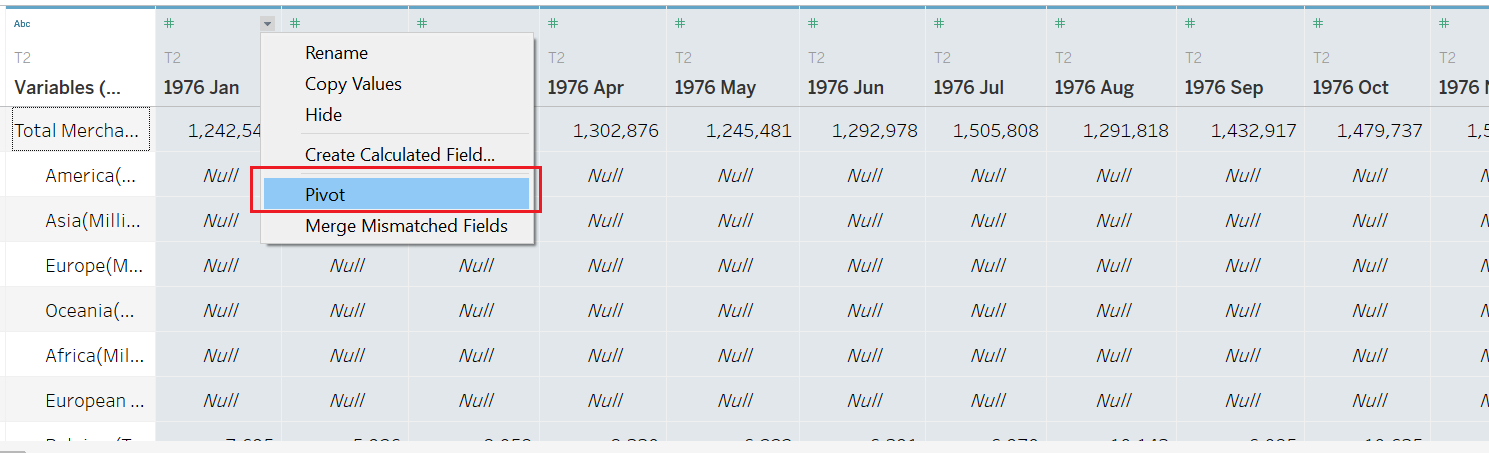 Abc # # # # # # # # # # #
T2 T2 T2 T2 T2 T2 T2 T2 T2 T2
Variables (... 1976 Jan 1976 Apr 1976 May 1976 Jun 1976 Jul 1976 Aug 1976 Sep 1976 Oct 1976
Rename
Copy Values
Hide
Create Calculated Field...
Pivot
Merge Mismatched Fields
Total Mercha... 1,242,54 1,302,876 1,245,481 1,292,978 1,505,808 1,291,818 1,432,917 1,479,737
America(... Null Null Null Null Null Null Null Null
Asia(Milli... Null Null Null Null Null Null Null Null
Europe(M... Null Null Null Null Null Null Null Null Null Null
Oceania(... Null Null Null Null Null Null Null Null Null Null
Africa(Mil... Null Null Null Null Null Null Null Null Null Null
European ... Null Null Null Null Null Null Null Null Null Null